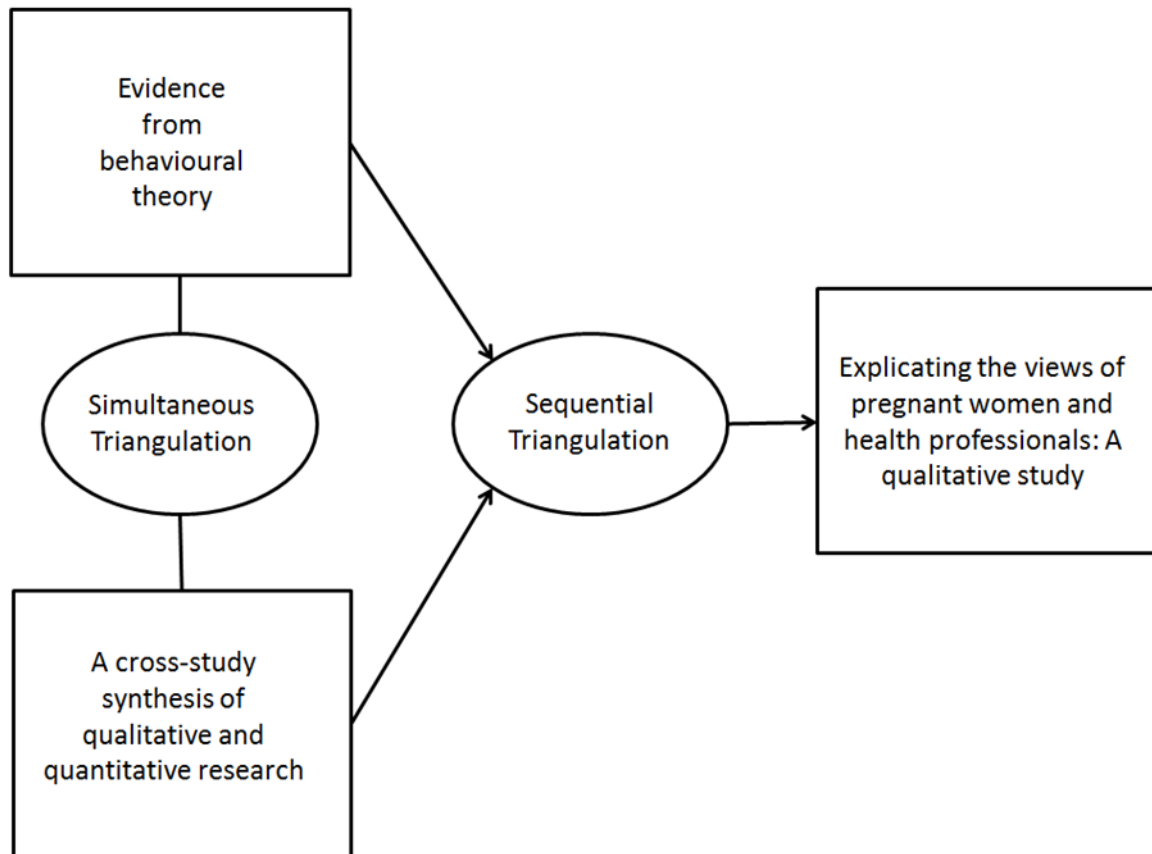 Evidence
from
behavioural
theory
Simultaneous
Triangulation
A cross-study
synthesis of
qualitative and
quantitative research
Sequential
Triangulation
Explicating the views of
pregnant women and
health professionals: A
qualitative study